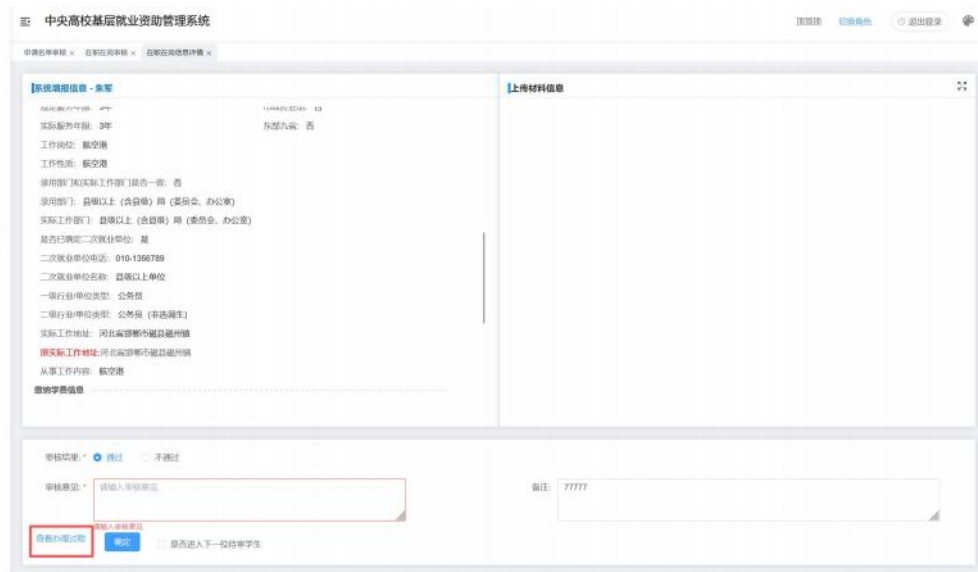 中央高校基层就业资助管理系统
顶顶顶 切换角色 退出登录
申请名单审核 × 在职在岗审核 × 在职在岗信息详情 ×
系统填报信息 - 朱军
上传材料信息
实际服务年限: 3年 东部九省: 否
工作岗位: 航空港
工作性质: 航空港
录用部门和实际工作部门是否一致: 否
录用部门: 县级以上 (含县级) 局 (委员会、办公室)
实际工作部门: 县级以上 (含县级) 局 (委员会、办公室)
是否已确定二次就业单位: 是
二次就业单位电话: 010-1366789
二次就业单位名称: 县级以上单位
一级行业/单位类型: 公务员
二级行业/单位类型: 公务员 (非选调生)
实际工作地址: 河北省邯郸市磁县磁州镇
原实际工作地址:河北省邯郸市磁县磁州镇
从事工作内容: 航空港
缴纳学费信息
审核结果: * 通过 不通过
审核意见: * 请输入审核意见 备注: 77777
请输入审核意见
查看办理过程 确定 是否进入下一位待审学生